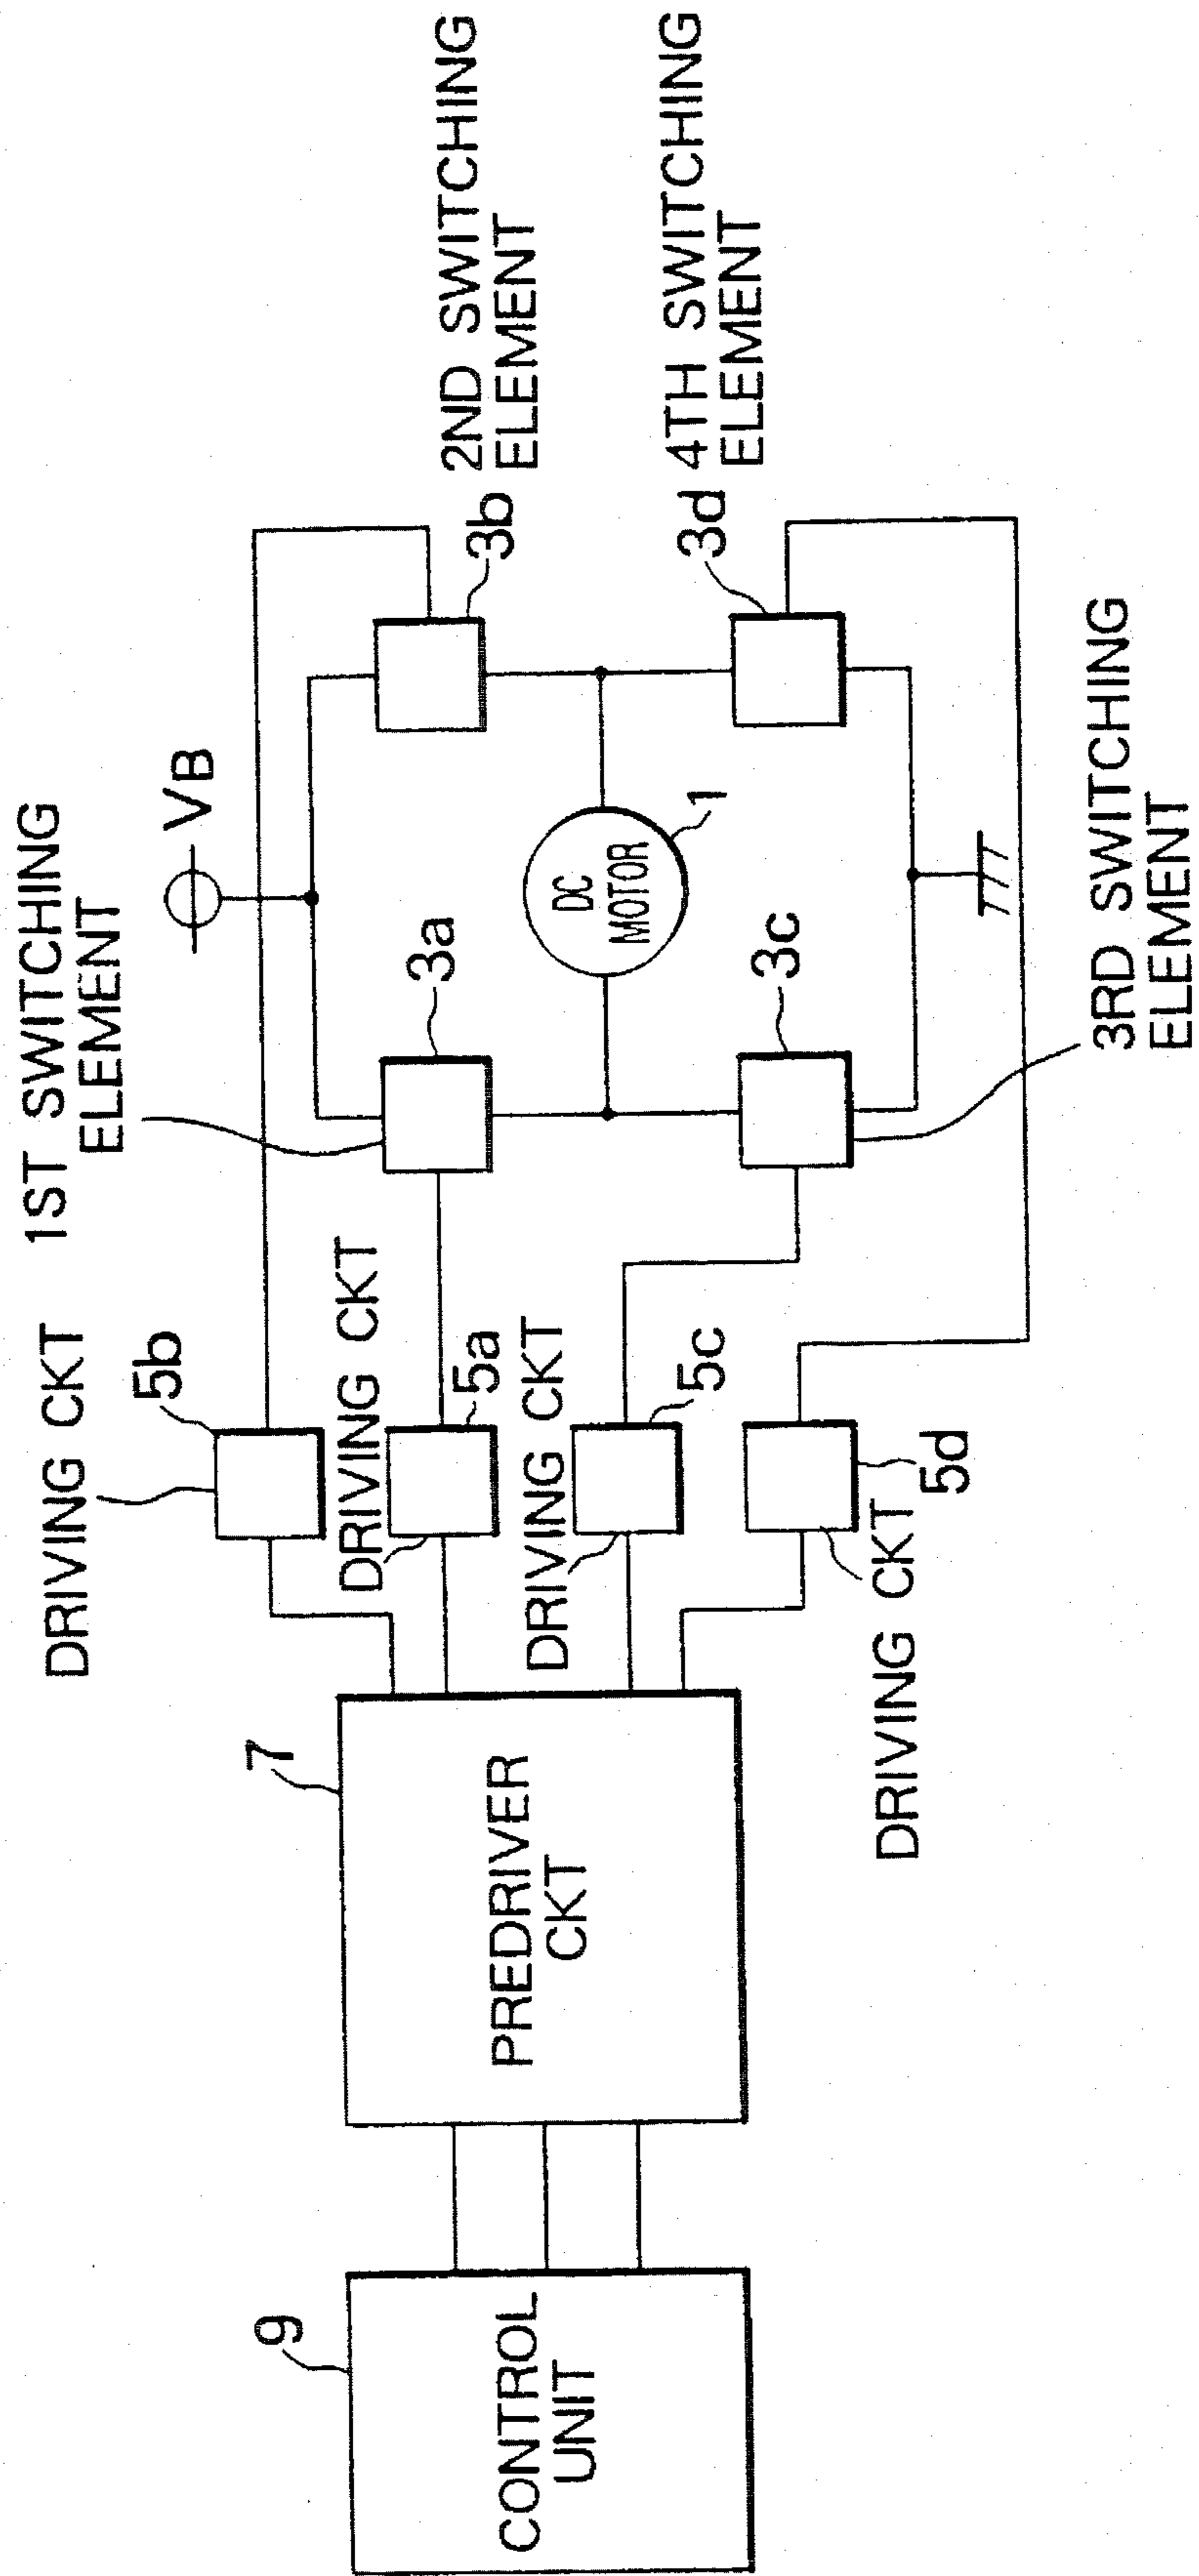 1ST SWITCHING
ELEMENT
VB
DRIVING CKT
5b
DRIVING CKT
5a
3a
3b
2ND SWITCHING
ELEMENT
DC
MOTOR
1
9
CONTROL
UNIT
7
PREDRIVER
CKT
DRIVING CKT
5c
3c
3d
4TH SWITCHING
ELEMENT
DRIVING CKT
5d
3RD SWITCHING
ELEMENT